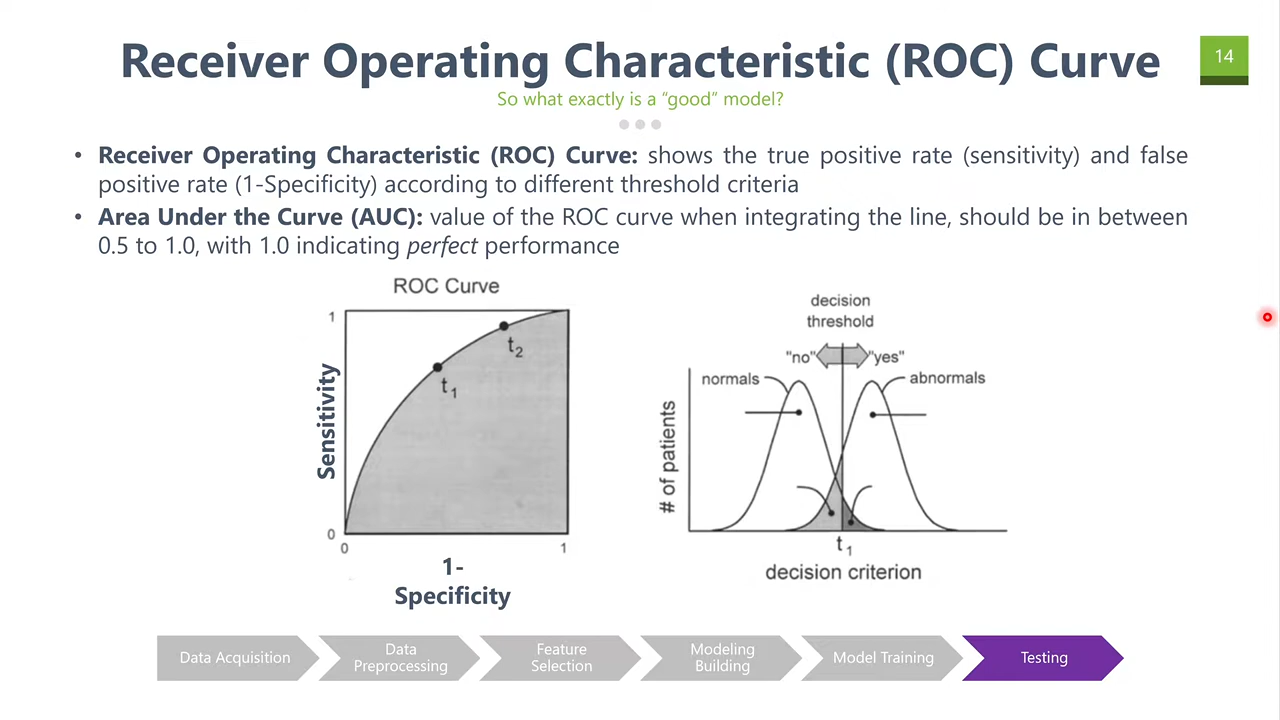 Receiver Operating Characteristic (ROC) Curve
14
So what exactly is a “good” model?
• Receiver Operating Characteristic (ROC) Curve: shows the true positive rate (sensitivity) and false
positive rate (1-Specificity) according to different threshold criteria
• Area Under the Curve (AUC): value of the ROC curve when integrating the line, should be in between
0.5 to 1.0, with 1.0 indicating perfect performance
ROC Curve
1
t2
t1
Sensitivity
0
0
1
1-
Specificity
decision
threshold
"no"
"yes"
normals
abnormals
# of patients
t1
decision criterion
Data Acquisition
Data
Preprocessing
Feature
Selection
Modeling
Building
Model Training
Testing